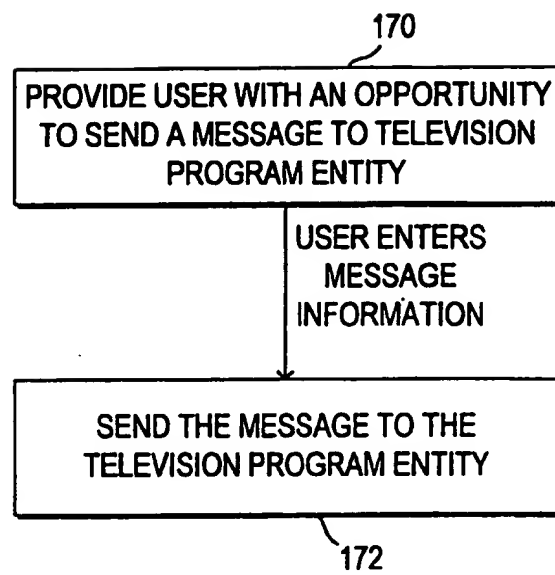 170
PROVIDE USER WITH AN OPPORTUNITY
TO SEND A MESSAGE TO TELEVISION
PROGRAM ENTITY
USER ENTERS
MESSAGE
INFORMATION
SEND THE MESSAGE TO THE
TELEVISION PROGRAM ENTITY
172